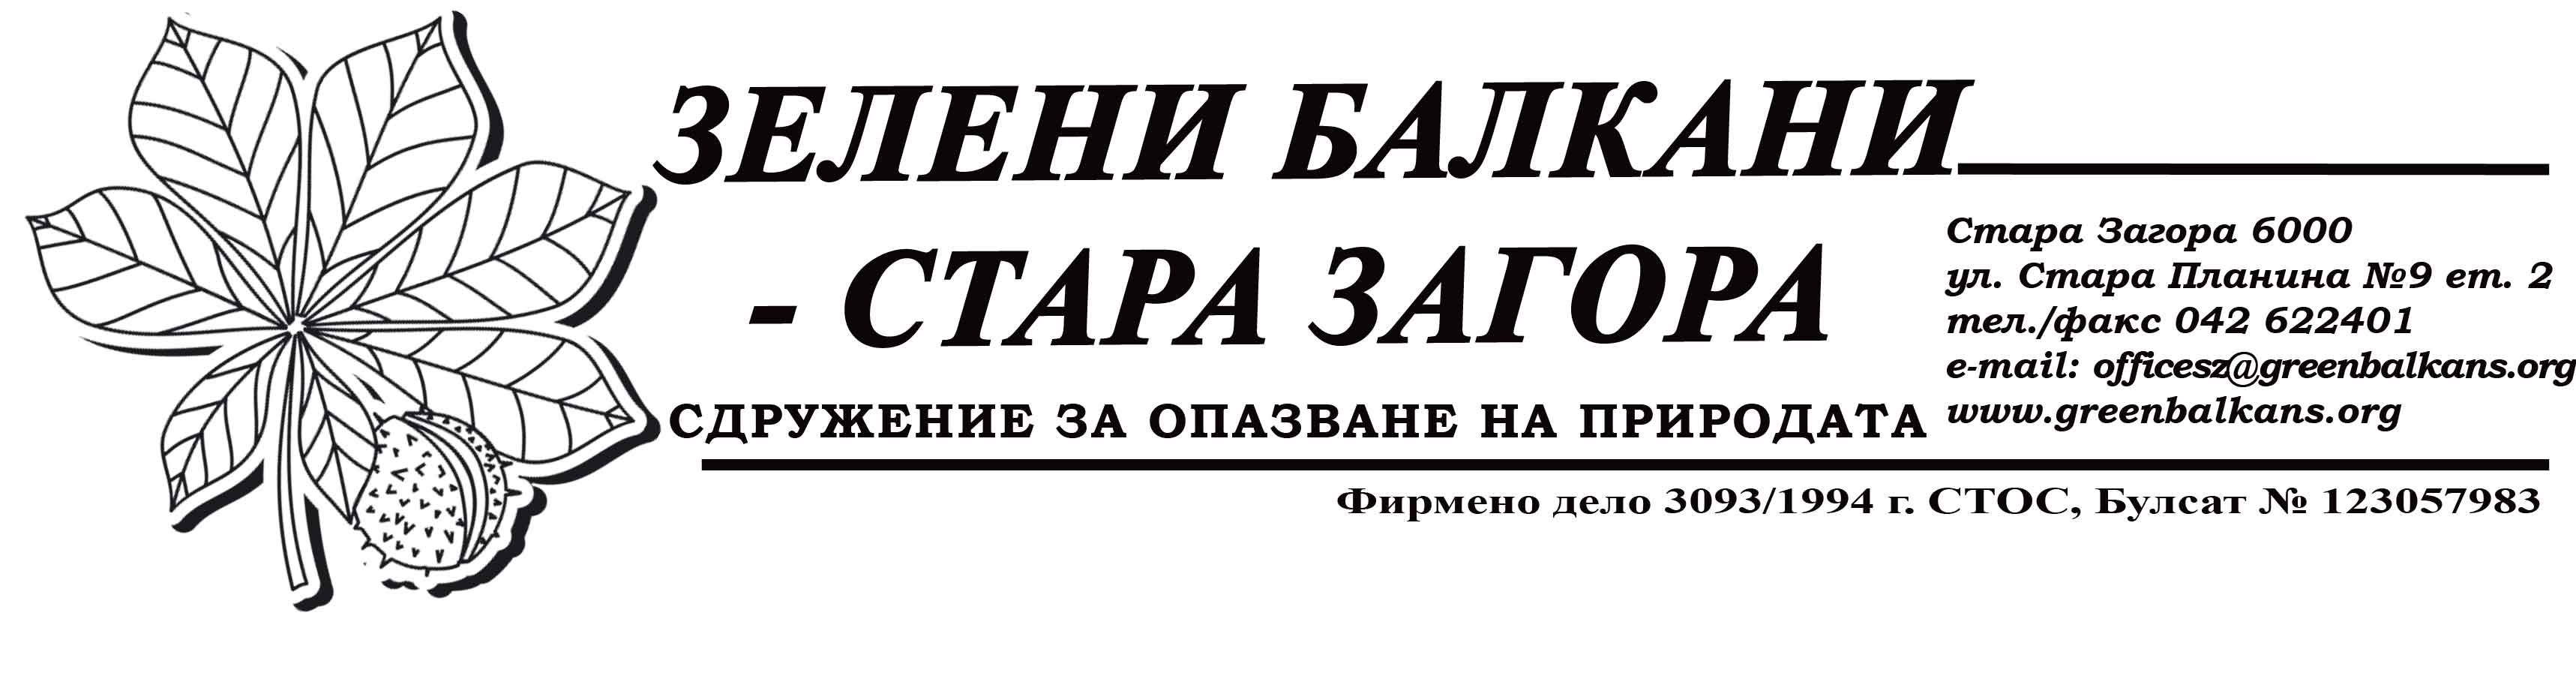 ЗЕЛЕНИ БАЛКАНИ
- СТАРА ЗАГОРА
СДРУЖЕНИЕ ЗА ОПАЗВАНЕ НА ПРИРОДАТА
Стара Загора 6000
ул. Стара Планина №9 ет. 2
тел./факс 042 622401
e-mail: officesz@greenbalkans.org
www.greenbalkans.org
Фирмено дело 3093/1994 г. СТОС, Булсат № 123057983